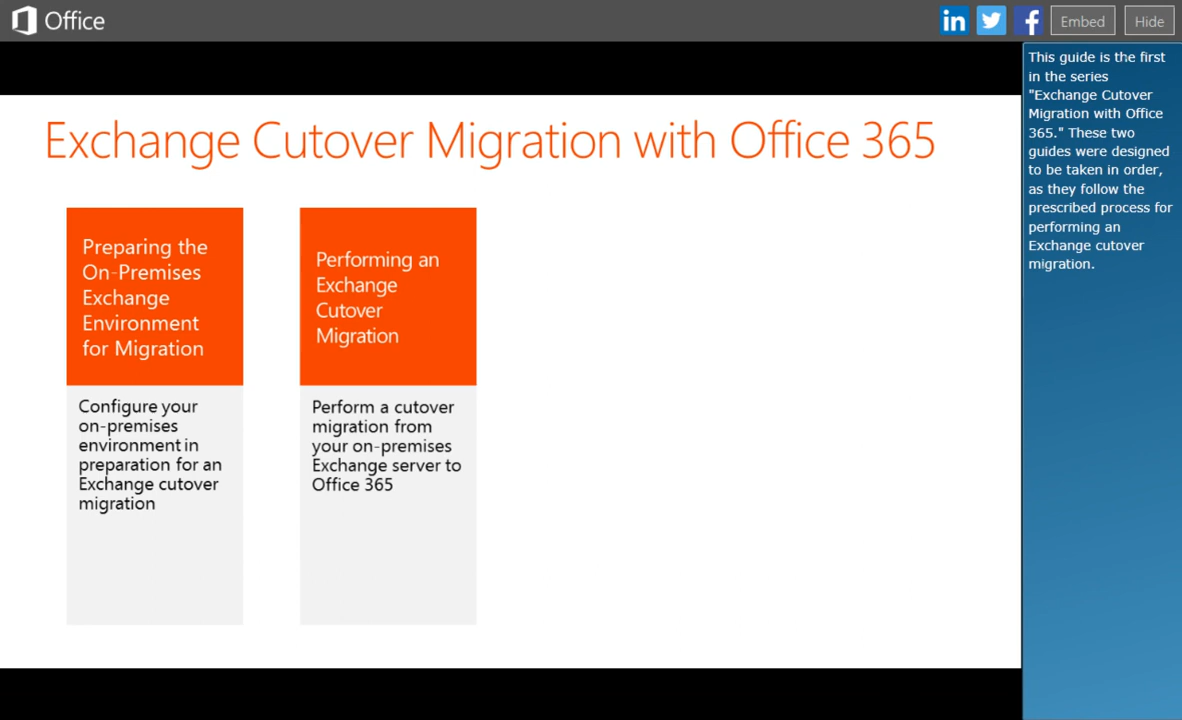 Office
in
Embed
Hide
Exchange Cutover Migration with Office 365
Preparing the
On-Premises
Exchange
Environment
for Migration
Configure your
on-premises
environment in
preparation for an
Exchange cutover
migration
Performing an
Exchange
Cutover
Migration
Perform a cutover
migration from
your on-premises
Exchange server to
Office 365
This guide is the first
in the series
"Exchange Cutover
Migration with Office
365." These two
guides were designed
to be taken in order,
as they follow the
prescribed process for
performing an
Exchange cutover
migration.